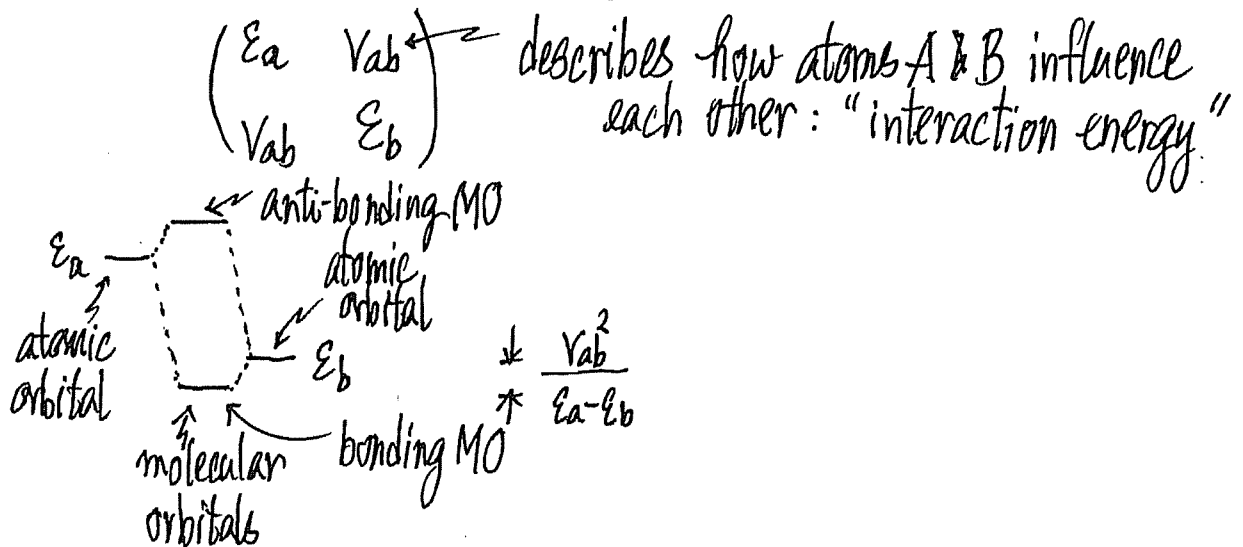 εa Vab describes how atoms A & B influence
Vab εb each other: "interaction energy"
anti-bonding MO
εa
atomic
orbital
atomic
orbital
εb
Vab²
εa-εb
bonding MO
molecular
orbitals